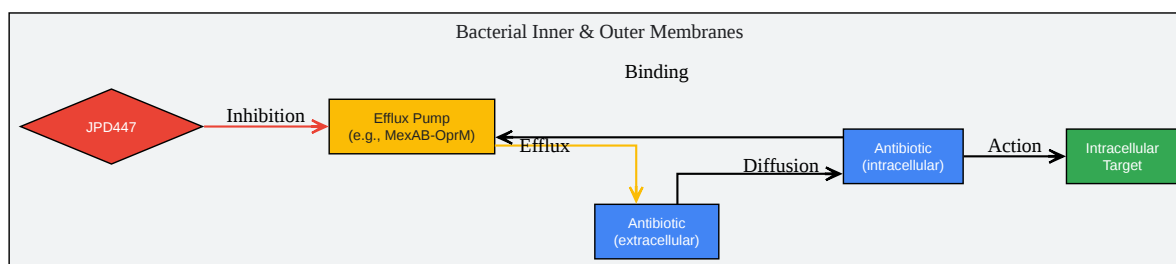 Bacterial Inner & Outer Membranes
Binding
JPD447
Inhibition
Efflux Pump
(e.g., MexAB-OprM)
Efflux
Diffusion
Antibiotic
(intracellular)
Action
Intracellular
Target
Antibiotic
(extracellular)